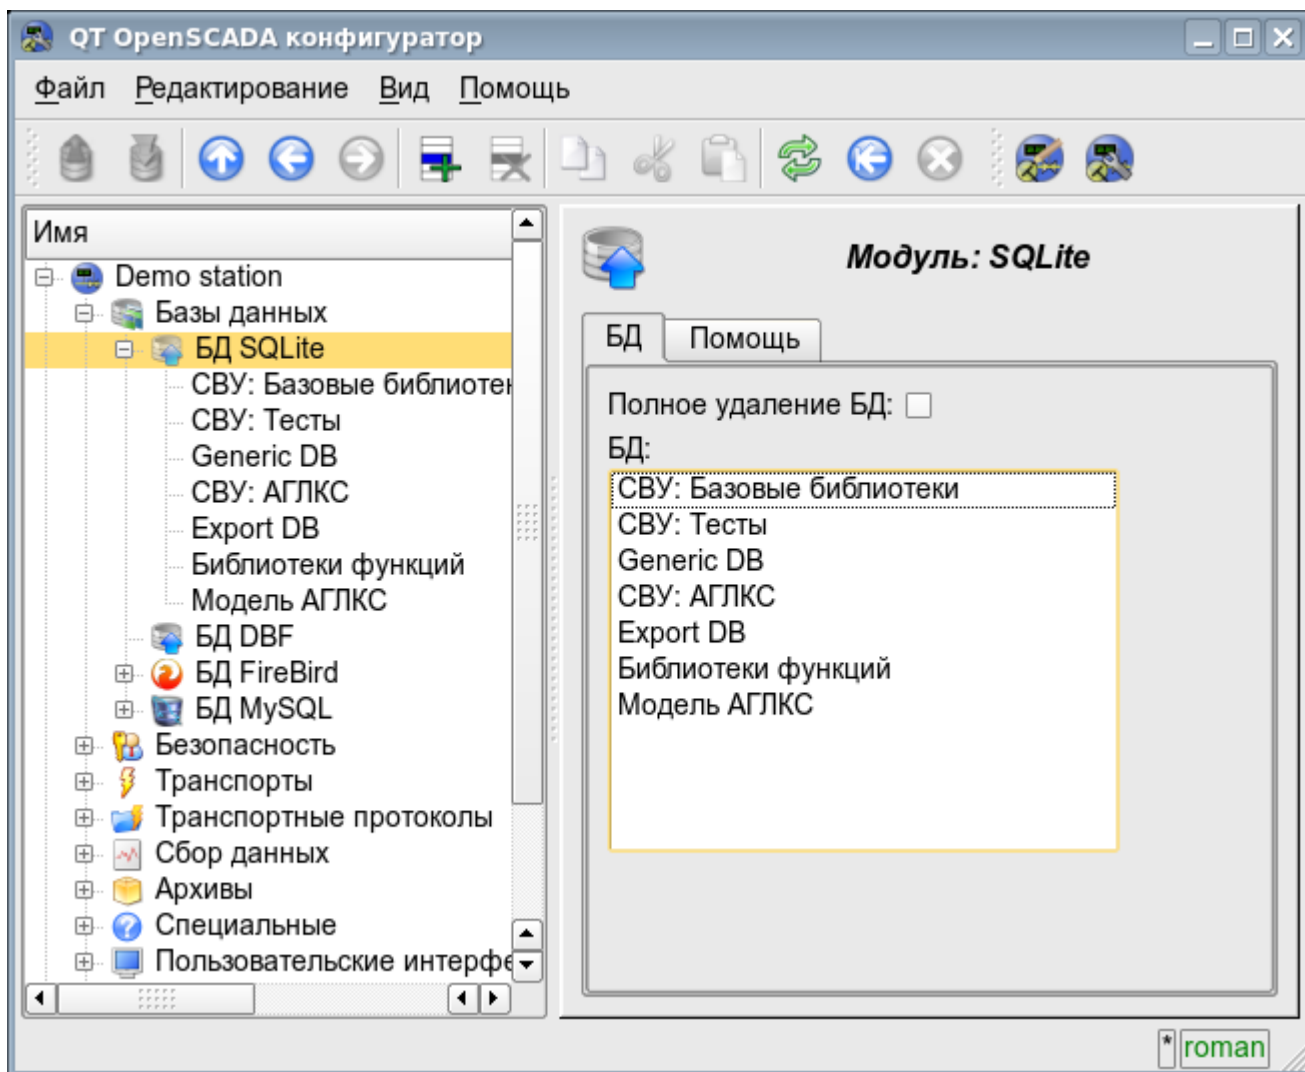 QT OpenSCADA конфигуратор
Файл Редактирование Вид Помощь
Имя
Demo station
Базы данных
БД SQLite
СВУ: Базовые библиотек
СВУ: Тесты
Generic DB
СВУ: АГЛКС
Export DB
Библиотеки функций
Модель АГЛКС
БД DBF
БД FireBird
БД MySQL
Безопасность
Транспорты
Транспортные протоколы
Сбор данных
Архивы
Специальные
Пользовательские интерфе
Модуль: SQLite
БД Помощь
Полное удаление БД:
БД:
СВУ: Базовые библиотеки
СВУ: Тесты
Generic DB
СВУ: АГЛКС
Export DB
Библиотеки функций
Модель АГЛКС
* roman